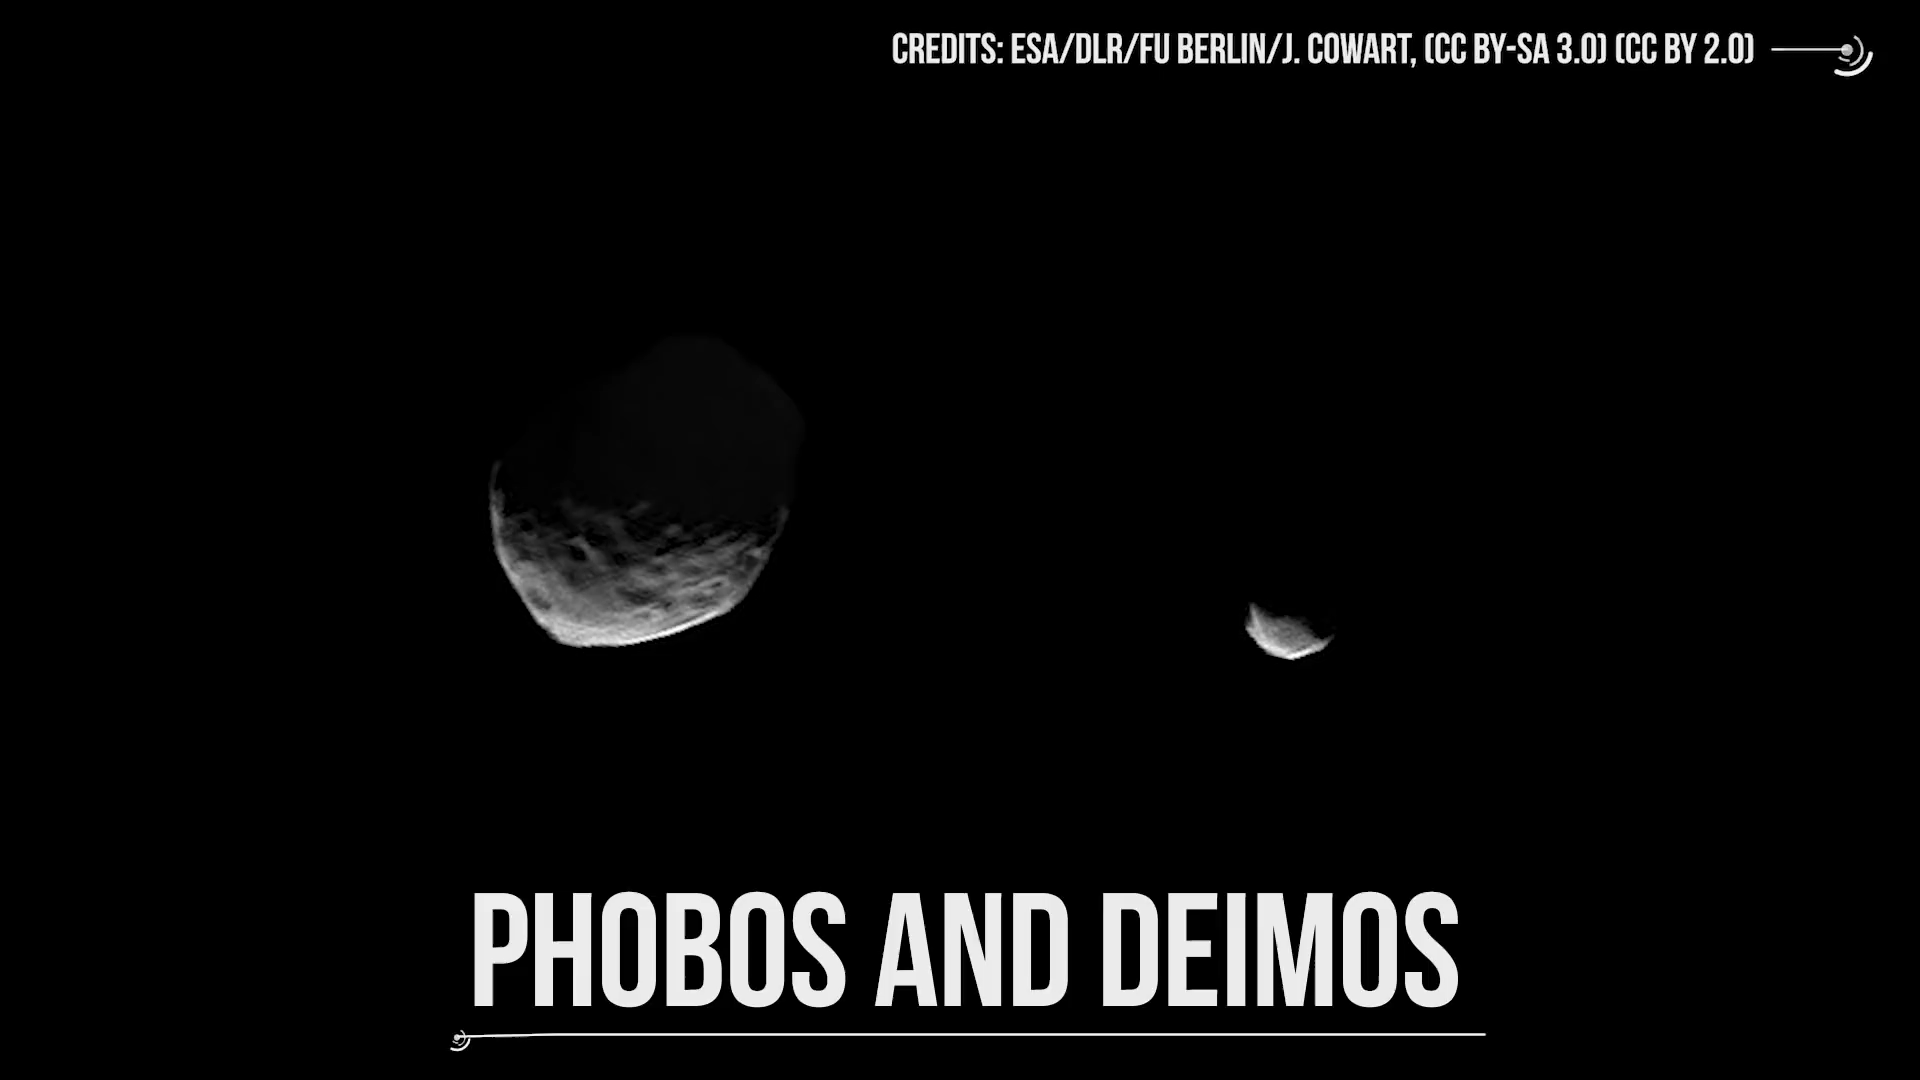 CREDITS: ESA/DLR/FU BERLIN/J. COWART, (CC BY-SA 3.0) (CC BY 2.0)
PHOBOS AND DEIMOS